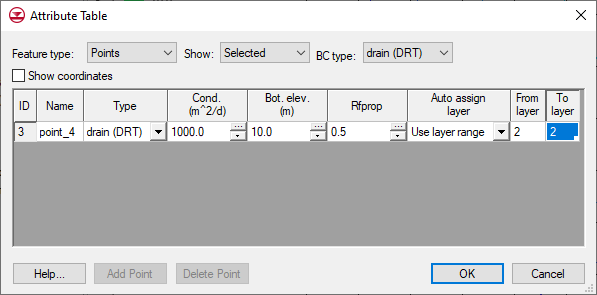 Attribute Table
Feature type: Points Show: Selected BC type: drain (DRT)
Show coordinates
ID Name Type Cond. (m^2/d) Bot. elev. (m) Rfprop Auto assign layer From layer To layer
3 point_4 drain (DRT) 1000.0 ... 10.0 ... 0.5 ... Use layer range 2 2
Help... Add Point Delete Point OK Cancel